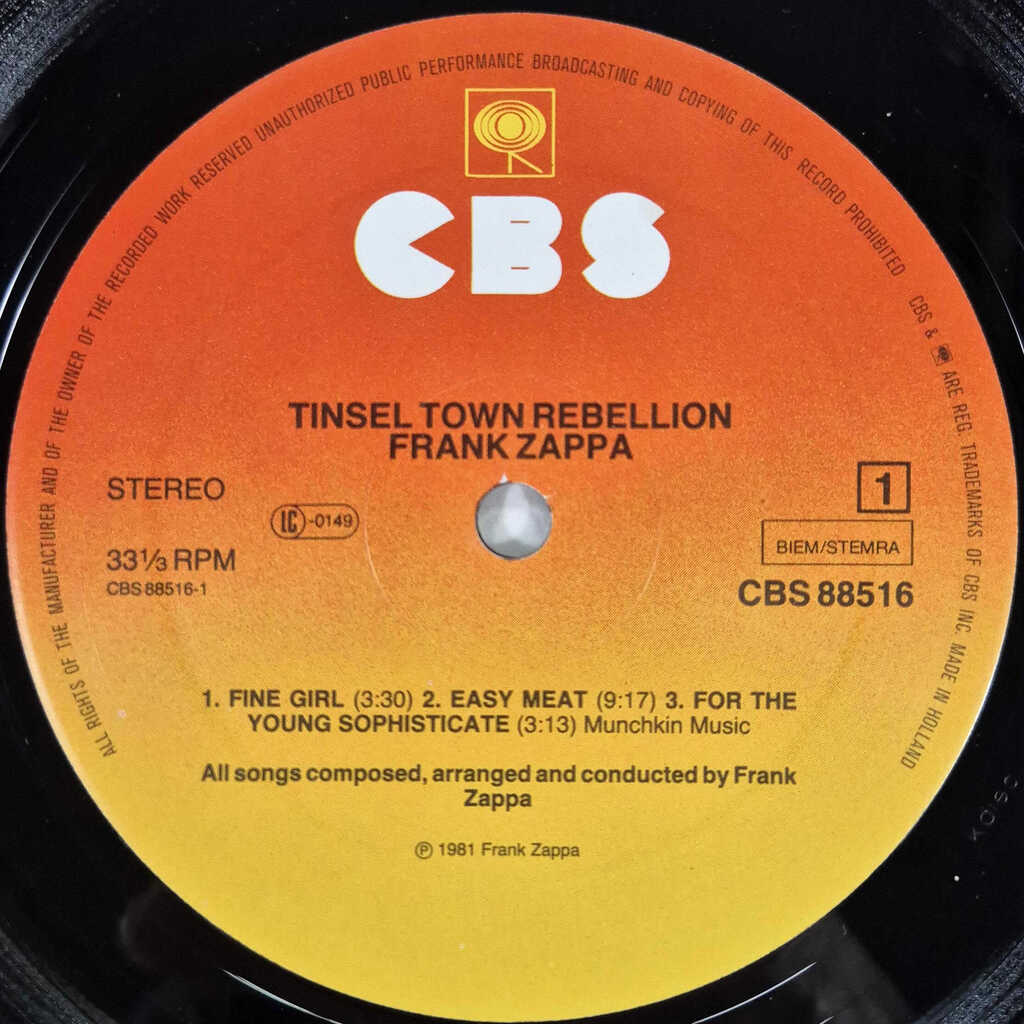 ALL RIGHTS OF THE MANUFACTURER AND OF THE OWNER OF THE RECORDED WORK RESERVED UNAUTHORIZED PUBLIC PERFORMANCE BROADCASTING AND COPYING OF THIS RECORD PROHIBITED
CBS & ARE REG. TRADEMARKS OF CBS INC. MADE IN HOLLAND
CBS
TINSEL TOWN REBELLION
FRANK ZAPPA
STEREO
LC-0149
1
33⅓ RPM
BIEM/STEMRA
CBS 88516-1
CBS 88516
1. FINE GIRL (3:30) 2. EASY MEAT (9:17) 3. FOR THE
YOUNG SOPHISTICATE (3:13) Munchkin Music
All songs composed, arranged and conducted by Frank
Zappa
℗ 1981 Frank Zappa